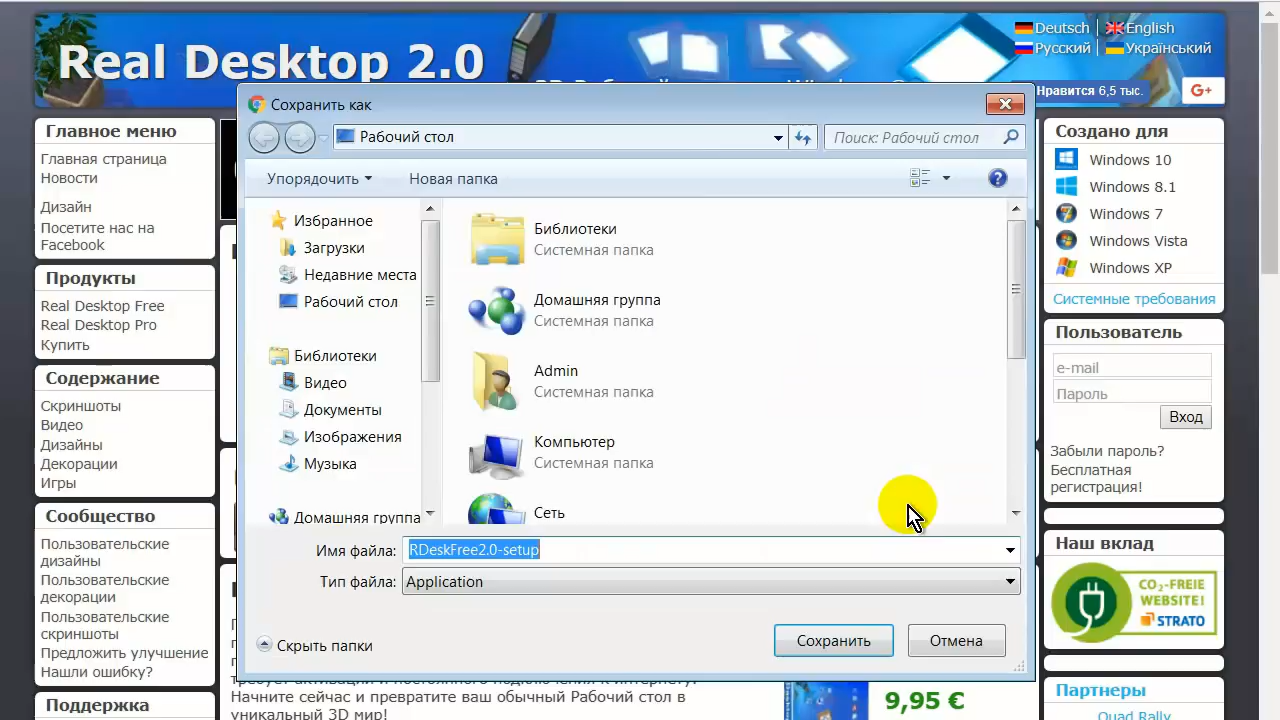 Real Desktop 2.0
Deutsch
English
Русский
Український
Нравится 6,5 тыс.
G+
Главное меню
Главная страница
Новости
Дизайн
Посетите нас на
Facebook
Продукты
Real Desktop Free
Real Desktop Pro
Купить
Содержание
Скриншоты
Видео
Дизайны
Декорации
Игры
Сообщество
Пользовательские
дизайны
Пользовательские
декорации
Пользовательские
скриншоты
Предложить улучшение
Нашли ошибку?
Поддержка
Сохранить как
Рабочий стол
Поиск: Рабочий стол
Упорядочить
Новая папка
Избранное
Загрузки
Недавние места
Рабочий стол
Библиотеки
Видео
Документы
Изображения
Музыка
Домашняя группа
Библиотеки
Системная папка
Домашняя группа
Системная папка
Admin
Системная папка
Компьютер
Системная папка
Сеть
Имя файла: RDeskFree2.0-setup
Тип файла: Application
Скрыть папки
Сохранить
Отмена
Начните сейчас и превратите ваш обычный Рабочий стол в
уникальный 3D мир!
9,95 €
Создано для
Windows 10
Windows 8.1
Windows 7
Windows Vista
Windows XP
Системные требования
Пользователь
e-mail
Пароль
Вход
Забыли пароль?
Бесплатная
регистрация!
Наш вклад
CO₂-FREIE
WEBSITE!
STRATO
Партнеры
Quad Rally